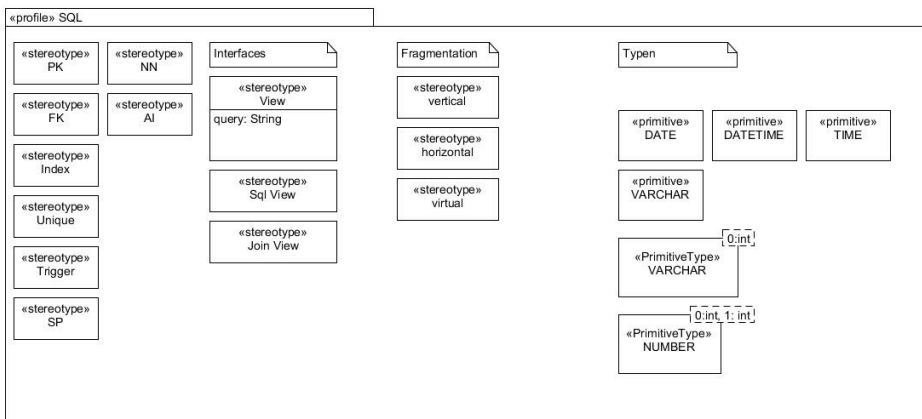 «profile» SQL
«stereotype»
PK
«stereotype»
NN
«stereotype»
FK
«stereotype»
AI
«stereotype»
Index
«stereotype»
Unique
«stereotype»
Trigger
«stereotype»
SP
Interfaces
«stereotype»
View
query: String
«stereotype»
Sql View
«stereotype»
Join View
Fragmentation
«stereotype»
vertical
«stereotype»
horizontal
«stereotype»
virtual
Typen
«primitive»
DATE
«primitive»
DATETIME
«primitive»
TIME
«primitive»
VARCHAR
0:int
«PrimitiveType»
VARCHAR
0:int, 1: int
«PrimitiveType»
NUMBER